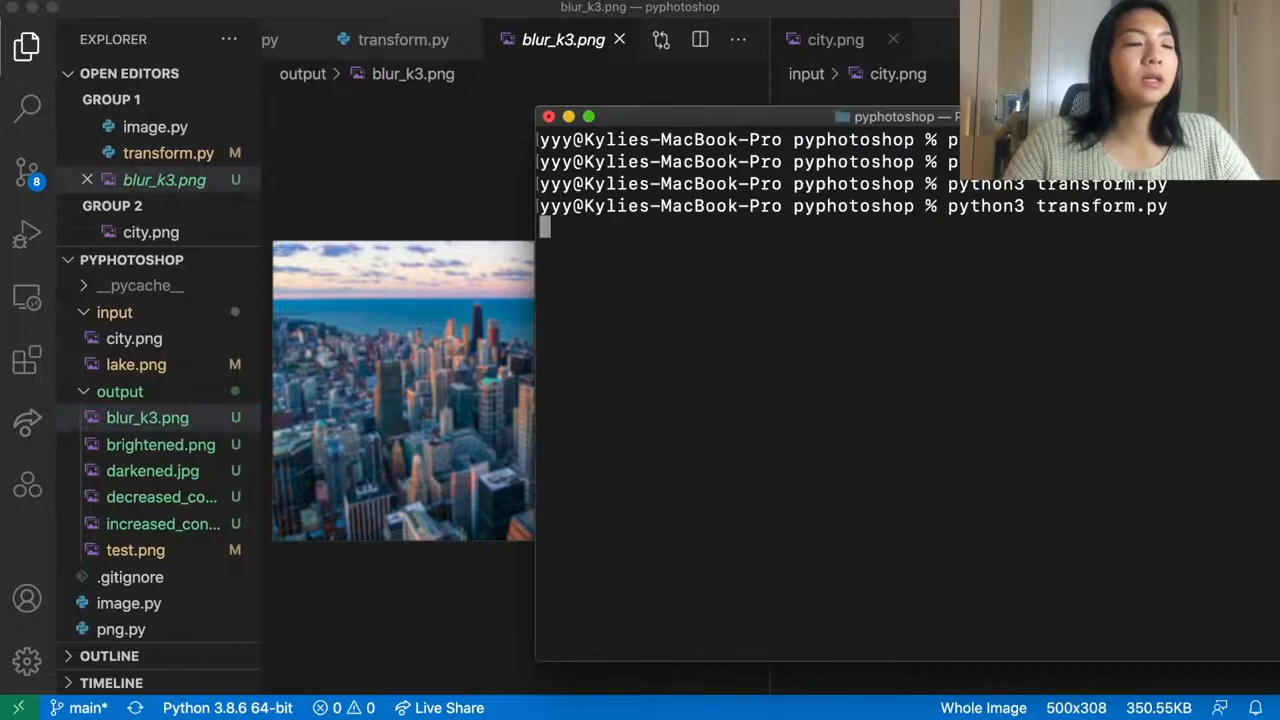 blur_k3.png — pyphotoshop
EXPLORER
OPEN EDITORS
GROUP 1
image.py
transform.py M
blur_k3.png U
GROUP 2
city.png
PYPHOTOSHOP
__pycache__
input
city.png
lake.png M
output
blur_k3.png U
brightened.png U
darkened.jpg U
decreased_co... U
increased_con... U
test.png M
.gitignore
image.py
png.py
OUTLINE
TIMELINE
8
py
transform.py
blur_k3.png
output > blur_k3.png
city.png
input > city.png
pyphotoshop — P
yyy@Kylies-MacBook-Pro pyphotoshop % p
yyy@Kylies-MacBook-Pro pyphotoshop % p
yyy@Kylies-MacBook-Pro pyphotoshop % python3 transform.py
yyy@Kylies-MacBook-Pro pyphotoshop % python3 transform.py
main* Python 3.8.6 64-bit 0 0 Live Share Whole Image 500x308 350.55KB